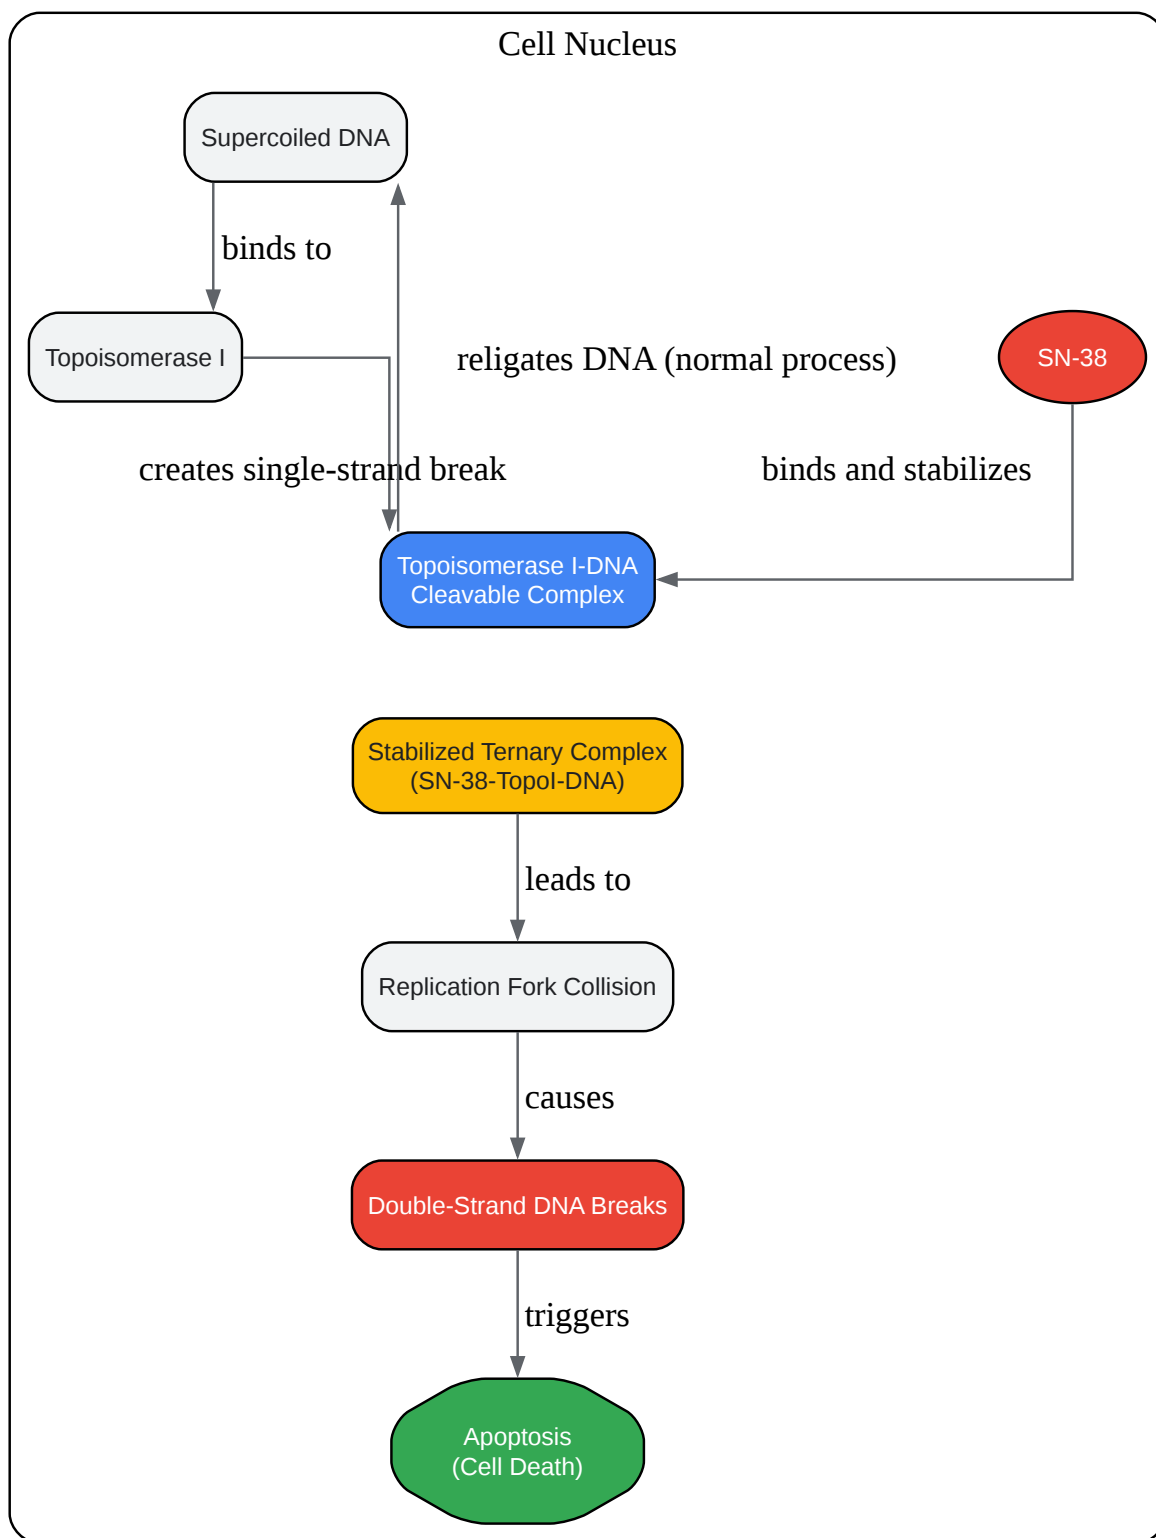 Cell Nucleus
Supercoiled DNA
binds to
Topoisomerase I
religates DNA (normal process)
SN-38
creates single-strand break
binds and stabilizes
Topoisomerase I-DNA
Cleavable Complex
Stabilized Ternary Complex
(SN-38-TopoI-DNA)
leads to
Replication Fork Collision
causes
Double-Strand DNA Breaks
triggers
Apoptosis
(Cell Death)